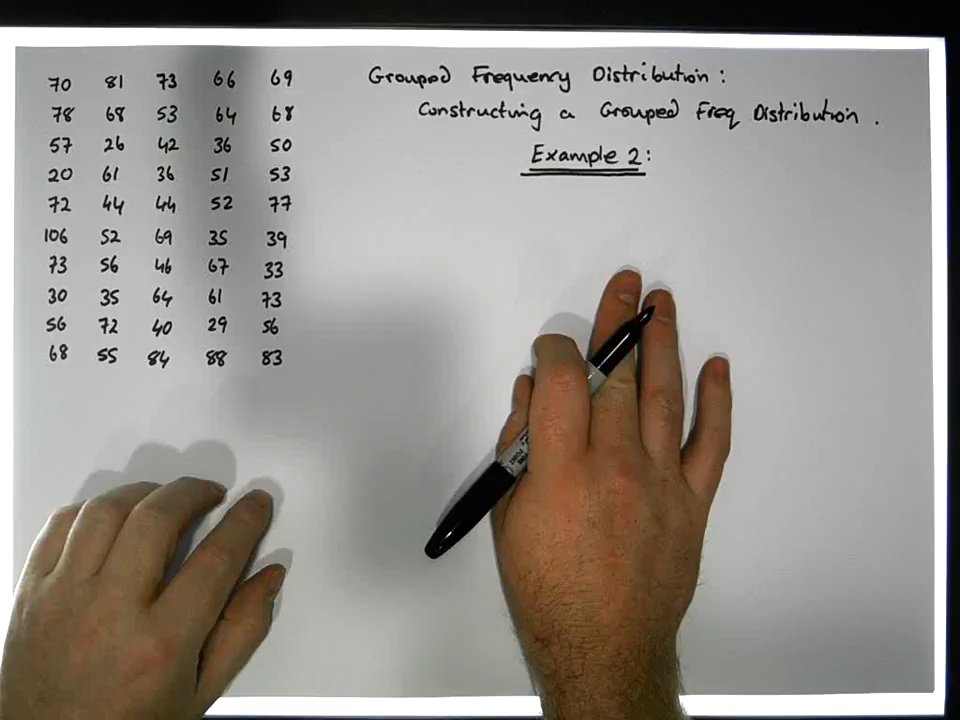 Grouped Frequency Distribution:
Constructing a Grouped Freq Distribution.
Example 2:
70 81 73 66 69
78 68 53 64 68
57 26 42 36 50
20 61 36 51 53
72 44 44 52 77
106 52 69 35 39
73 56 46 67 33
30 35 64 61 73
56 72 40 29 56
68 55 84 88 83